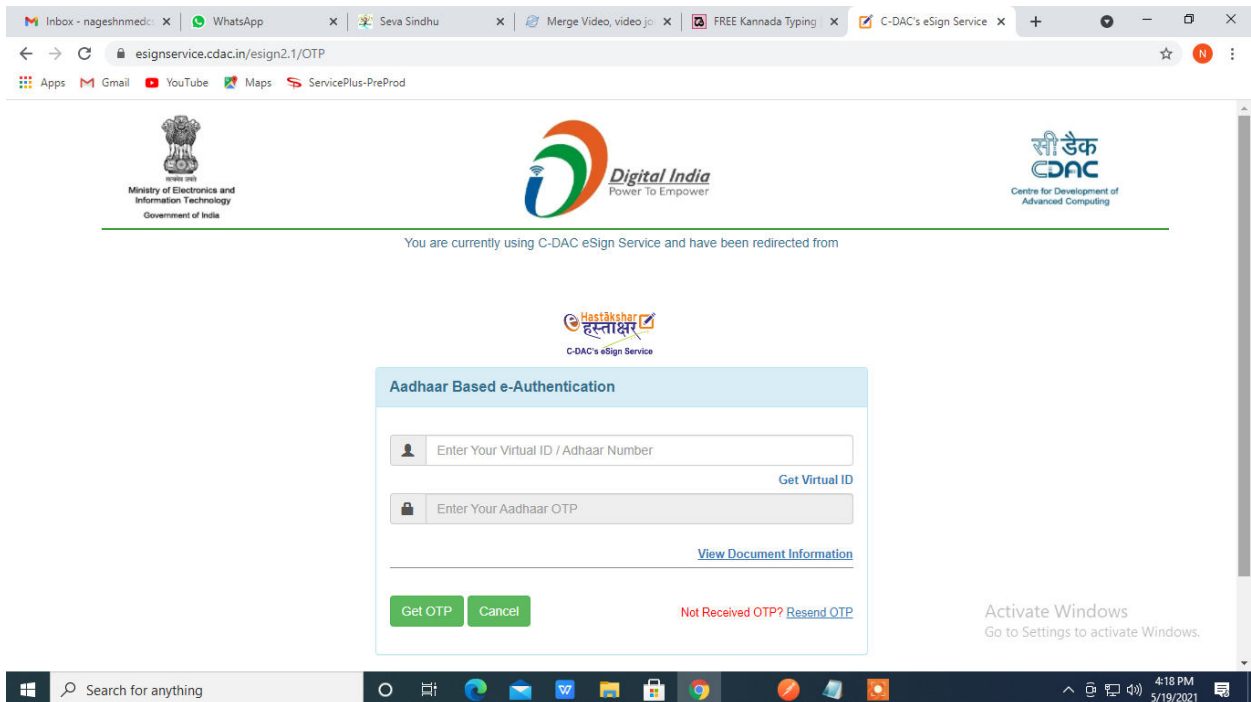 Inbox - nageshnmedc
WhatsApp
Seva Sindhu
Merge Video, video jo
FREE Kannada Typing
C-DAC's eSign Service
esignservice.cdac.in/esign2.1/OTP
N
Apps Gmail YouTube Maps ServicePlus-PreProd
सत्यमेव जयते
Ministry of Electronics and
Information Technology
Government of India
Digital India
Power To Empower
सी डैक
CDAC
Centre for Development of
Advanced Computing
You are currently using C-DAC eSign Service and have been redirected from
e Hastākshar
हस्ताक्षर
C-DAC's eSign Service
Aadhaar Based e-Authentication
Enter Your Virtual ID / Adhaar Number
Get Virtual ID
Enter Your Aadhaar OTP
View Document Information
Get OTP Cancel Not Received OTP? Resend OTP
Activate Windows
Go to Settings to activate Windows.
Search for anything
4:18 PM
5/19/2021